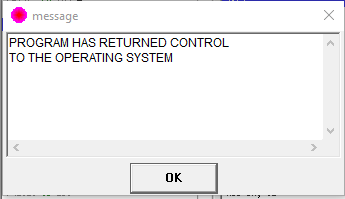 message
PROGRAM HAS RETURNED CONTROL
TO THE OPERATING SYSTEM
OK